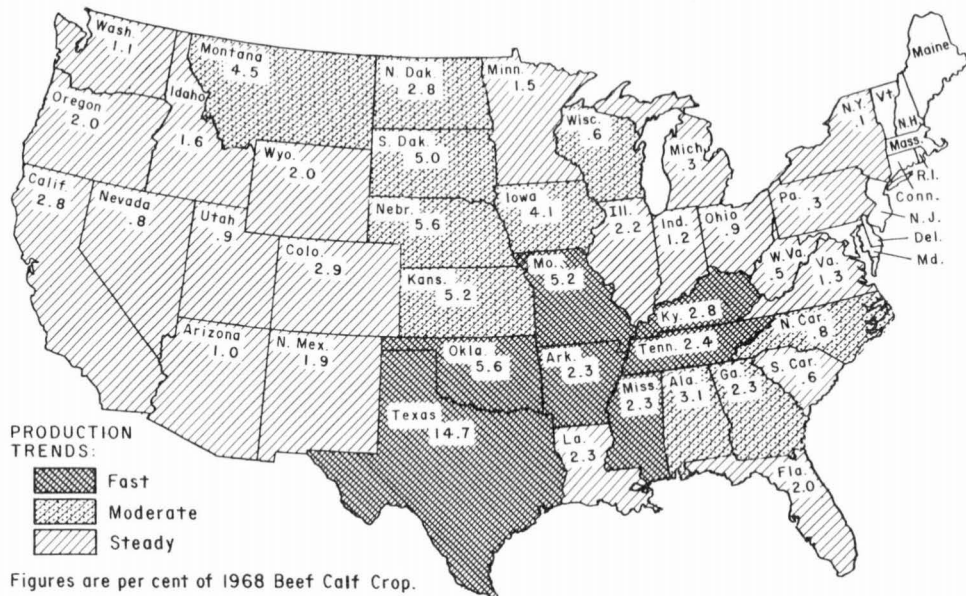 Wash.
1.1
Montana
4.5
N. Dak.
2.8
Minn.
1.5
Maine
Oregon
2.0
Idaho
1.6
S. Dak.
5.0
Wisc.
.6
Mich.
.3
N.Y.
.1
Vt.
N.H.
Mass.
R.I.
Conn.
N.J.
Del.
Md.
Wyo.
2.0
Calif.
2.8
Nevada
.8
Utah
.9
Colo.
2.9
Nebr.
5.6
Iowa
4.1
Ill.
2.2
Ind.
1.2
Ohio
.9
Pa.
.3
W.Va.
.5
Va.
1.3
Kans.
5.2
Mo.
5.2
Ky. 2.8
Arizona
1.0
N. Mex.
1.9
Okla.
5.6
Ark.
2.3
Tenn. 2.4
N. Car.
.8
S. Car.
.6
Texas
14.7
La.
2.3
Miss.
2.3
Ala.
3.1
Ga.
2.3
Fla.
2.0
PRODUCTION
TRENDS:
Fast
Moderate
Steady
Figures are per cent of 1968 Beef Calf Crop.